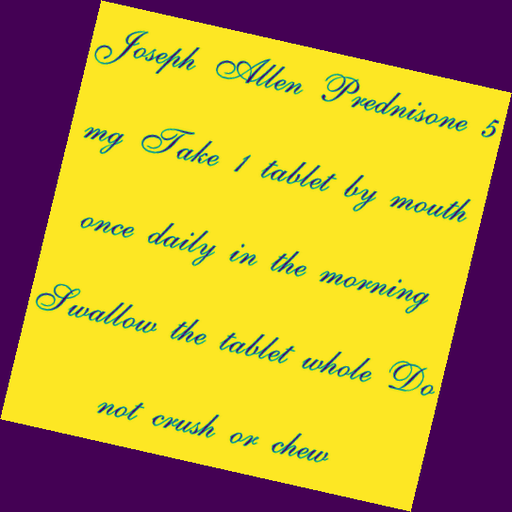 Joseph Allen Prednisone 5
mg Take 1 tablet by mouth
once daily in the morning
Swallow the tablet whole Do
not crush or chew